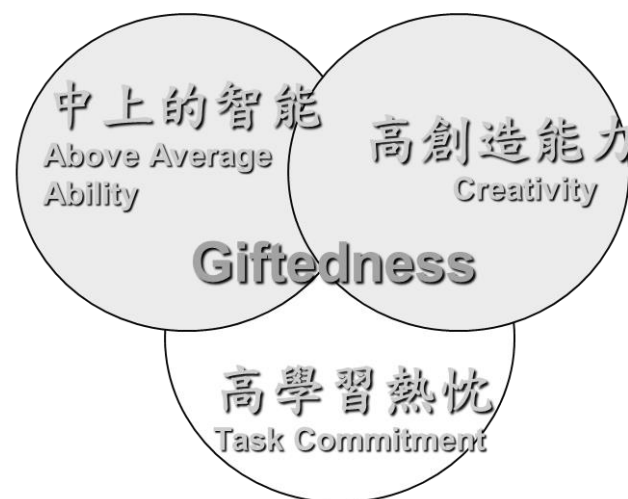 中上的智能
Above Average
Ability
高創造能力
Creativity
Giftedness
高學習熱忱
Task Commitment